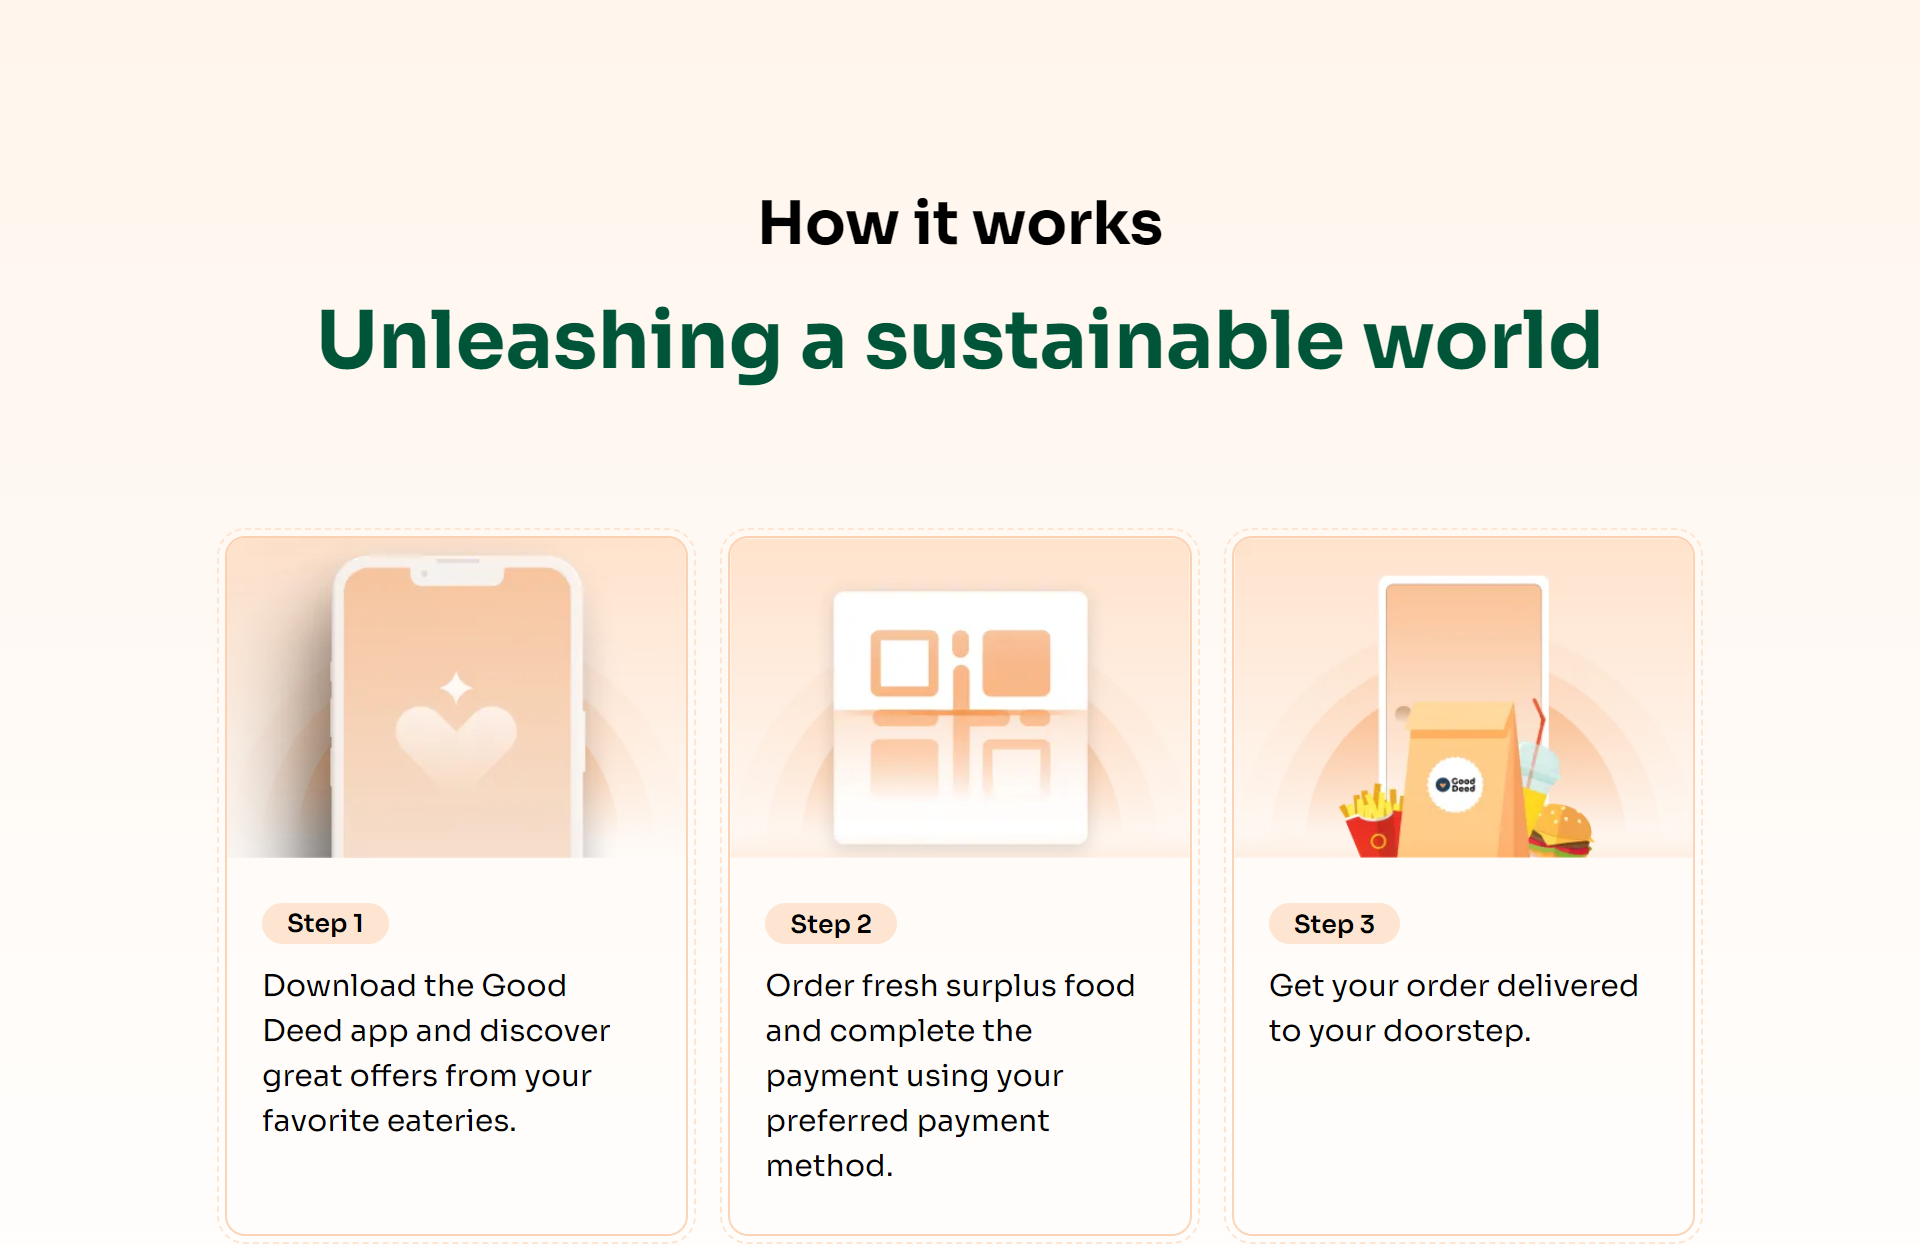 How it works
Unleashing a sustainable world
Good
Deed
Step 1
Download the Good
Deed app and discover
great offers from your
favorite eateries.
Step 2
Order fresh surplus food
and complete the
payment using your
preferred payment
method.
Step 3
Get your order delivered
to your doorstep.